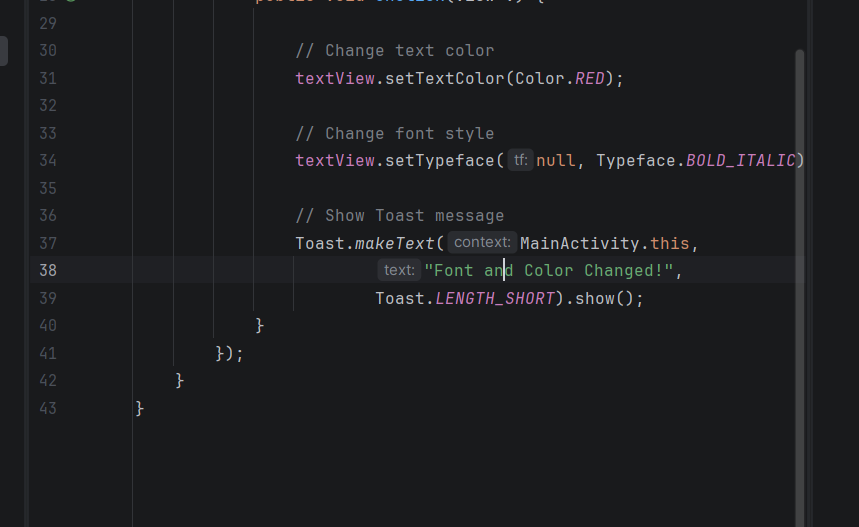 29
30 // Change text color
31 textView.setTextColor(Color.RED);
32
33 // Change font style
34 textView.setTypeface( tf: null, Typeface.BOLD_ITALIC)
35
36 // Show Toast message
37 Toast.makeText( context: MainActivity.this,
38 text: "Font and Color Changed!",
39 Toast.LENGTH_SHORT).show();
40 }
41 });
42 }
43 }